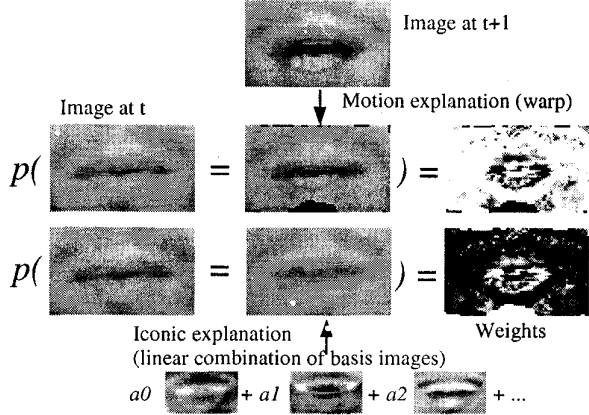 Image at t+1
Image at t
Motion explanation (warp)
p( = ) =
p( = ) =
Iconic explanation
(linear combination of basis images)
Weights
a0 + a1 + a2 + ...